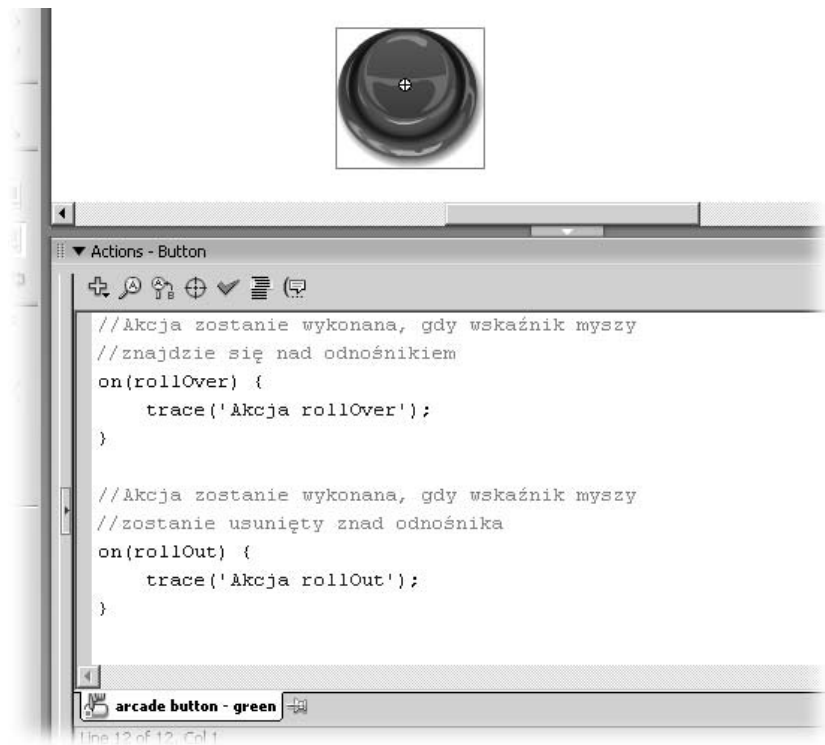 Actions - Button
//Akcja zostanie wykonana, gdy wskaźnik myszy
//znajdzie się nad odnośnikiem
on(rollOver) {
    trace('Akcja rollOver');
}
//Akcja zostanie wykonana, gdy wskaźnik myszy
//zostanie usunięty znad odnośnika
on(rollOut) {
    trace('Akcja rollOut');
}
arcade button - green
Line 12 of 12, Col 1